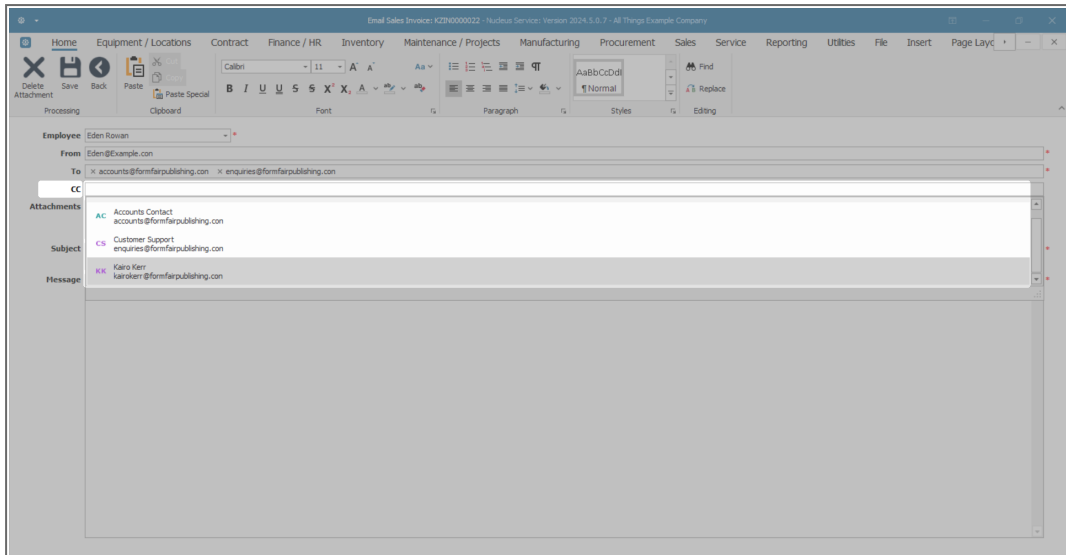 Email Sales Invoice: KZIN0000022 - Nucleus Service: Version 2024.5.0.7 - All Things Example Company
Home Equipment / Locations Contract Finance / HR Inventory Maintenance / Projects Manufacturing Procurement Sales Service Reporting Utilities File Insert Page Layo
Delete Attachment
Save
Back
Paste
Cut
Copy
Paste Special
Calibri 11 A A Aa
B I U U S S X X A
AaBbCcDdI
¶ Normal
Find
Replace
Processing Clipboard Font Paragraph Styles Editing
Employee Eden Rowan *
From Eden@Example.con *
To × accounts@formfairpublishing.con × enquiries@formfairpublishing.con *
CC
Attachments
AC Accounts Contact
accounts@formfairpublishing.con
CS Customer Support
enquiries@formfairpublishing.con
Subject *
KK Kairo Kerr
kairokerr@formfairpublishing.con
Message *